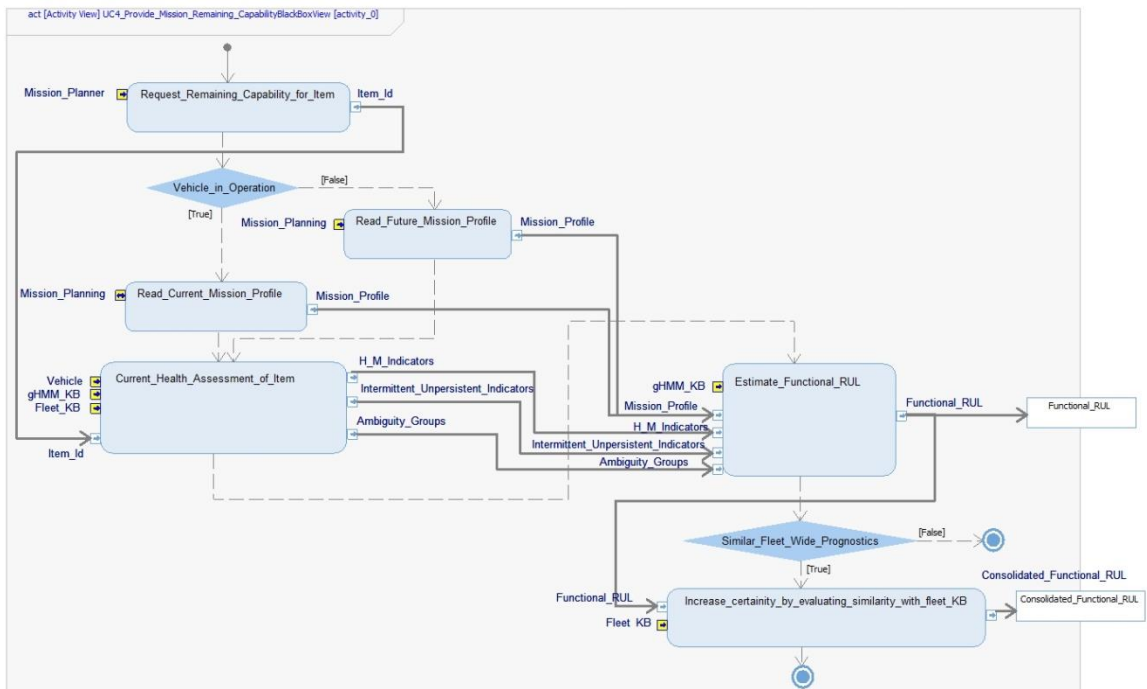 act [Activity View] UC4_Provide_Mission_Remaining_CapabilityBlackBoxView [activity_0]
Mission_Planner
Request_Remaining_Capability_for_Item
Item_Id
Vehicle_in_Operation
[False]
[True]
Mission_Planning
Read_Future_Mission_Profile
Mission_Profile
Mission_Planning
Read_Current_Mission_Profile
Mission_Profile
Vehicle
gHMM_KB
Fleet_KB
Item_Id
Current_Health_Assessment_of_Item
H_M_Indicators
Intermittent_Unpersistent_Indicators
Ambiguity_Groups
gHMM_KB
Mission_Profile
H_M_Indicators
Intermittent_Unpersistent_Indicators
Ambiguity_Groups
Estimate_Functional_RUL
Functional_RUL
Functional_RUL
Similar_Fleet_Wide_Prognostics
[False]
[True]
Functional_RUL
Fleet_KB
Increase_certainity_by_evaluating_similarity_with_fleet_KB
Consolidated_Functional_RUL
Consolidated_Functional_RUL